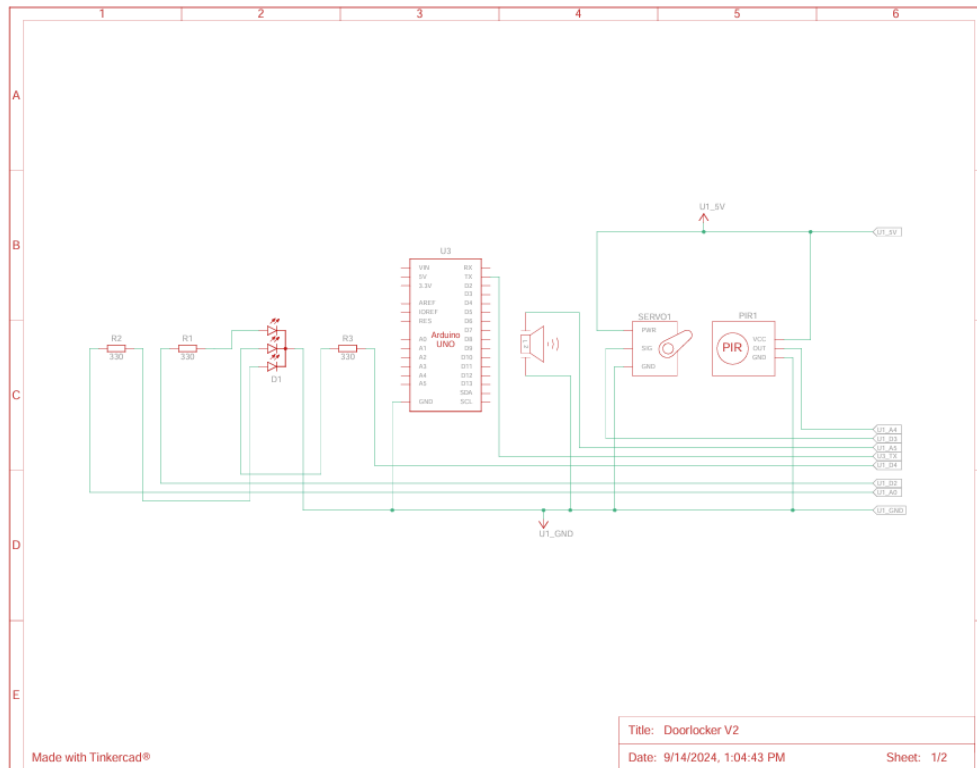 1 2 3 4 5 6
A
B
C
D
E
U1_5V
U1_5V
U3
VIN RX
5V TX
3.3V D2
D3
AREF D4
IOREF D5
RES D6
D7
A0 D8
A1 D9
A2 D10
A3 D11
A4 D12
A5 D13
SDA
GND SCL
Arduino
UNO
R2
330
R1
330
D1
R3
330
SERVO1
PWR
SIG
GND
PIR1
PIR
VCC
OUT
GND
U1_A4
U1_D3
U1_A5
U3_TX
U1_D4
U1_D2
U1_A0
U1_GND
U1_GND
Title: Doorlocker V2
Made with Tinkercad®
Date: 9/14/2024, 1:04:43 PM Sheet: 1/2